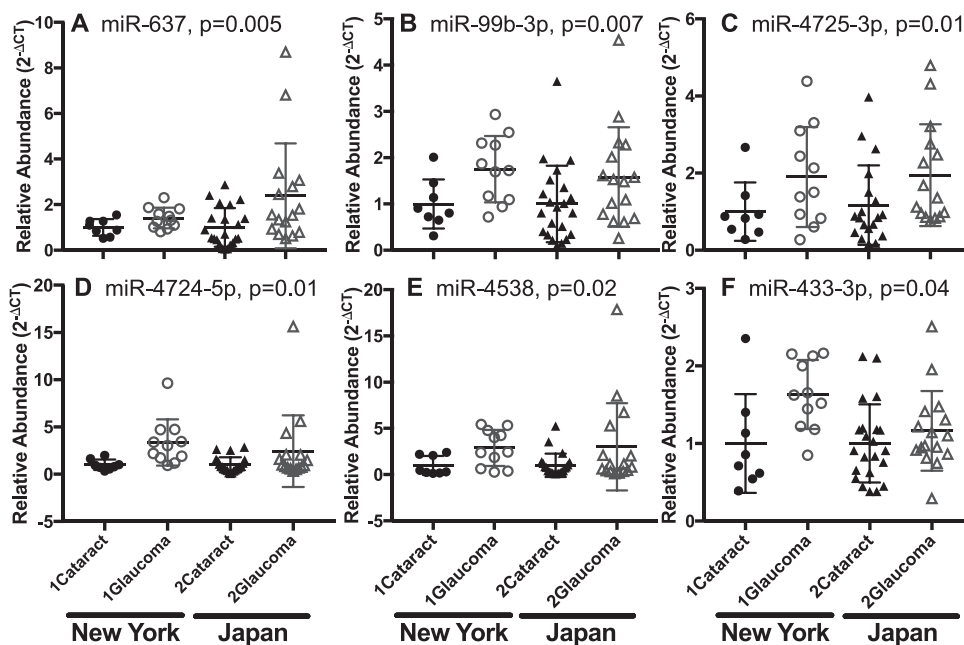 A miR-637, p=0.005
Relative Abundance (2-ΔCT)
10
8
6
4
2
0
B miR-99b-3p, p=0.007
Relative Abundance (2-ΔCT)
5
4
3
2
1
0
C miR-4725-3p, p=0.01
Relative Abundance (2-ΔCT)
6
4
2
0
D miR-4724-5p, p=0.01
Relative Abundance (2-ΔCT)
20
15
10
5
0
-5
1Cataract
1Glaucoma
2Cataract
2Glaucoma
New York
Japan
E miR-4538, p=0.02
Relative Abundance (2-ΔCT)
20
15
10
5
0
-5
1Cataract
1Glaucoma
2Cataract
2Glaucoma
New York
Japan
F miR-433-3p, p=0.04
Relative Abundance (2-ΔCT)
3
2
1
0
1Cataract
1Glaucoma
2Cataract
2Glaucoma
New York
Japan